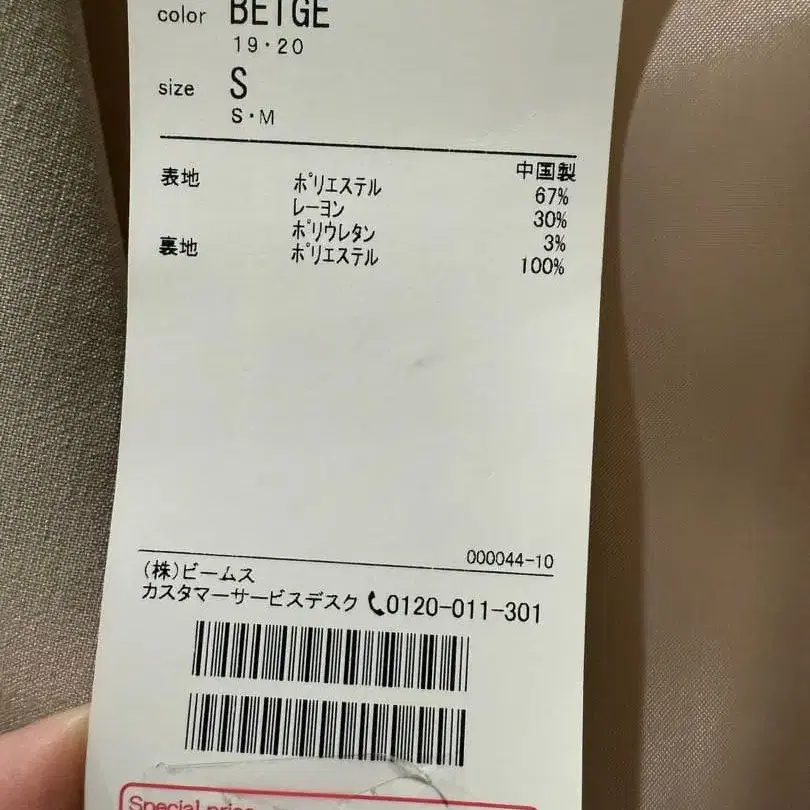 color BEIGE
19・20
size S
S・M
中国製
表地 ポリエステル 67%
レーヨン 30%
ポリウレタン 3%
裏地 ポリエステル 100%
000044-10
(株)ビームス
カスタマーサービスデスク 0120-011-301
Special price